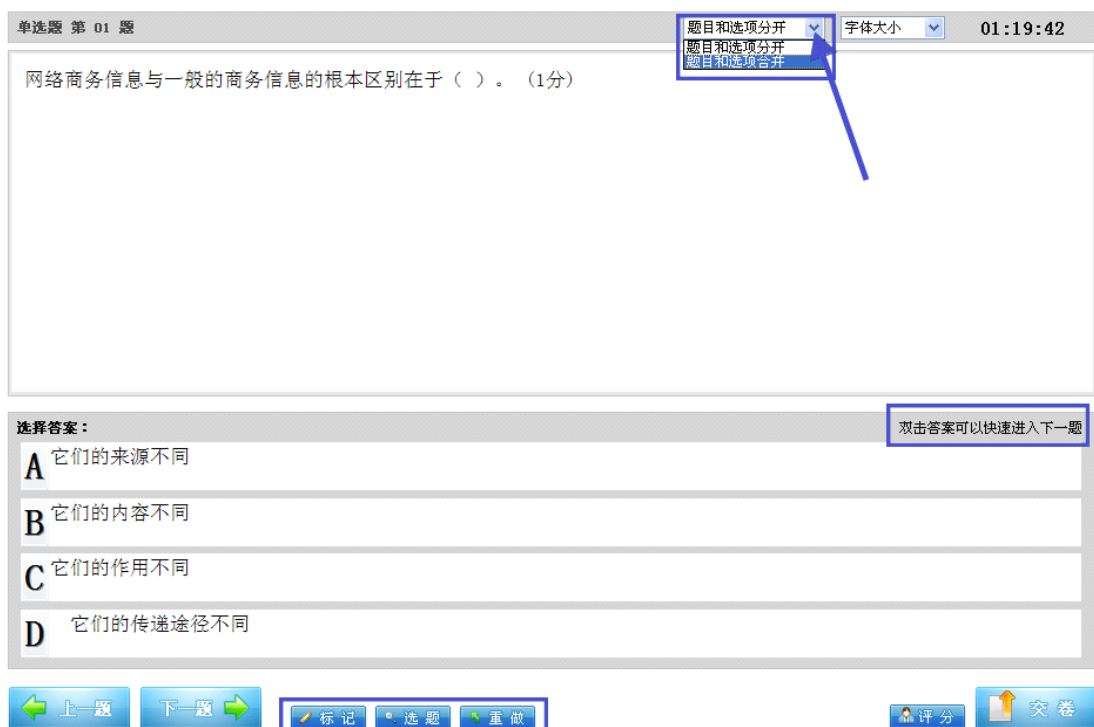 单选题 第 01 题
题目和选项分开 字体大小 01:19:42
题目和选项分开
题目和选项合并
网络商务信息与一般的商务信息的根本区别在于（ ）。 (1分)
选择答案： 双击答案可以快速进入下一题
A 它们的来源不同
B 它们的内容不同
C 它们的作用不同
D 它们的传递途径不同
上一题 下一题 标记 选题 重做 评分 交卷